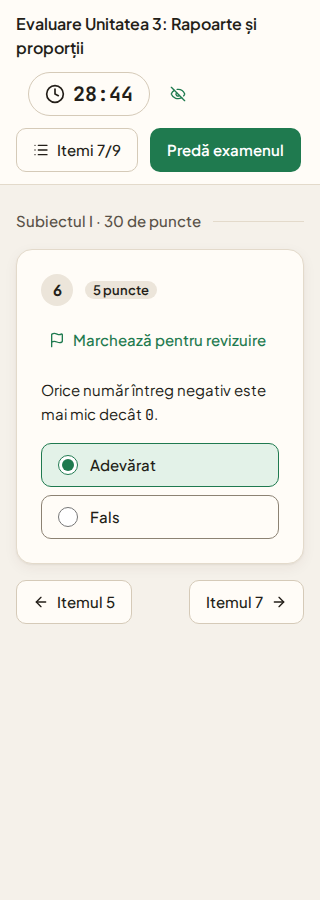 Evaluare Unitatea 3: Rapoarte și
proporții
28:44
Itemi 7/9
Predă examenul
Subiectul I · 30 de puncte
6
5 puncte
Marchează pentru revizuire
Orice număr întreg negativ este
mai mic decât 0.
Adevărat
Fals
Itemul 5
Itemul 7